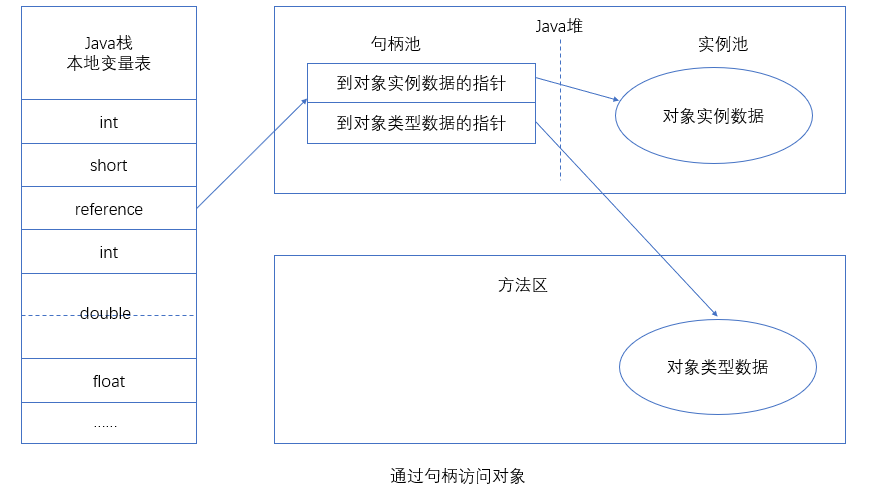 Java栈
本地变量表
int
short
reference
int
double
float
......
Java堆
句柄池
实例池
到对象实例数据的指针
到对象类型数据的指针
对象实例数据
方法区
对象类型数据
通过句柄访问对象